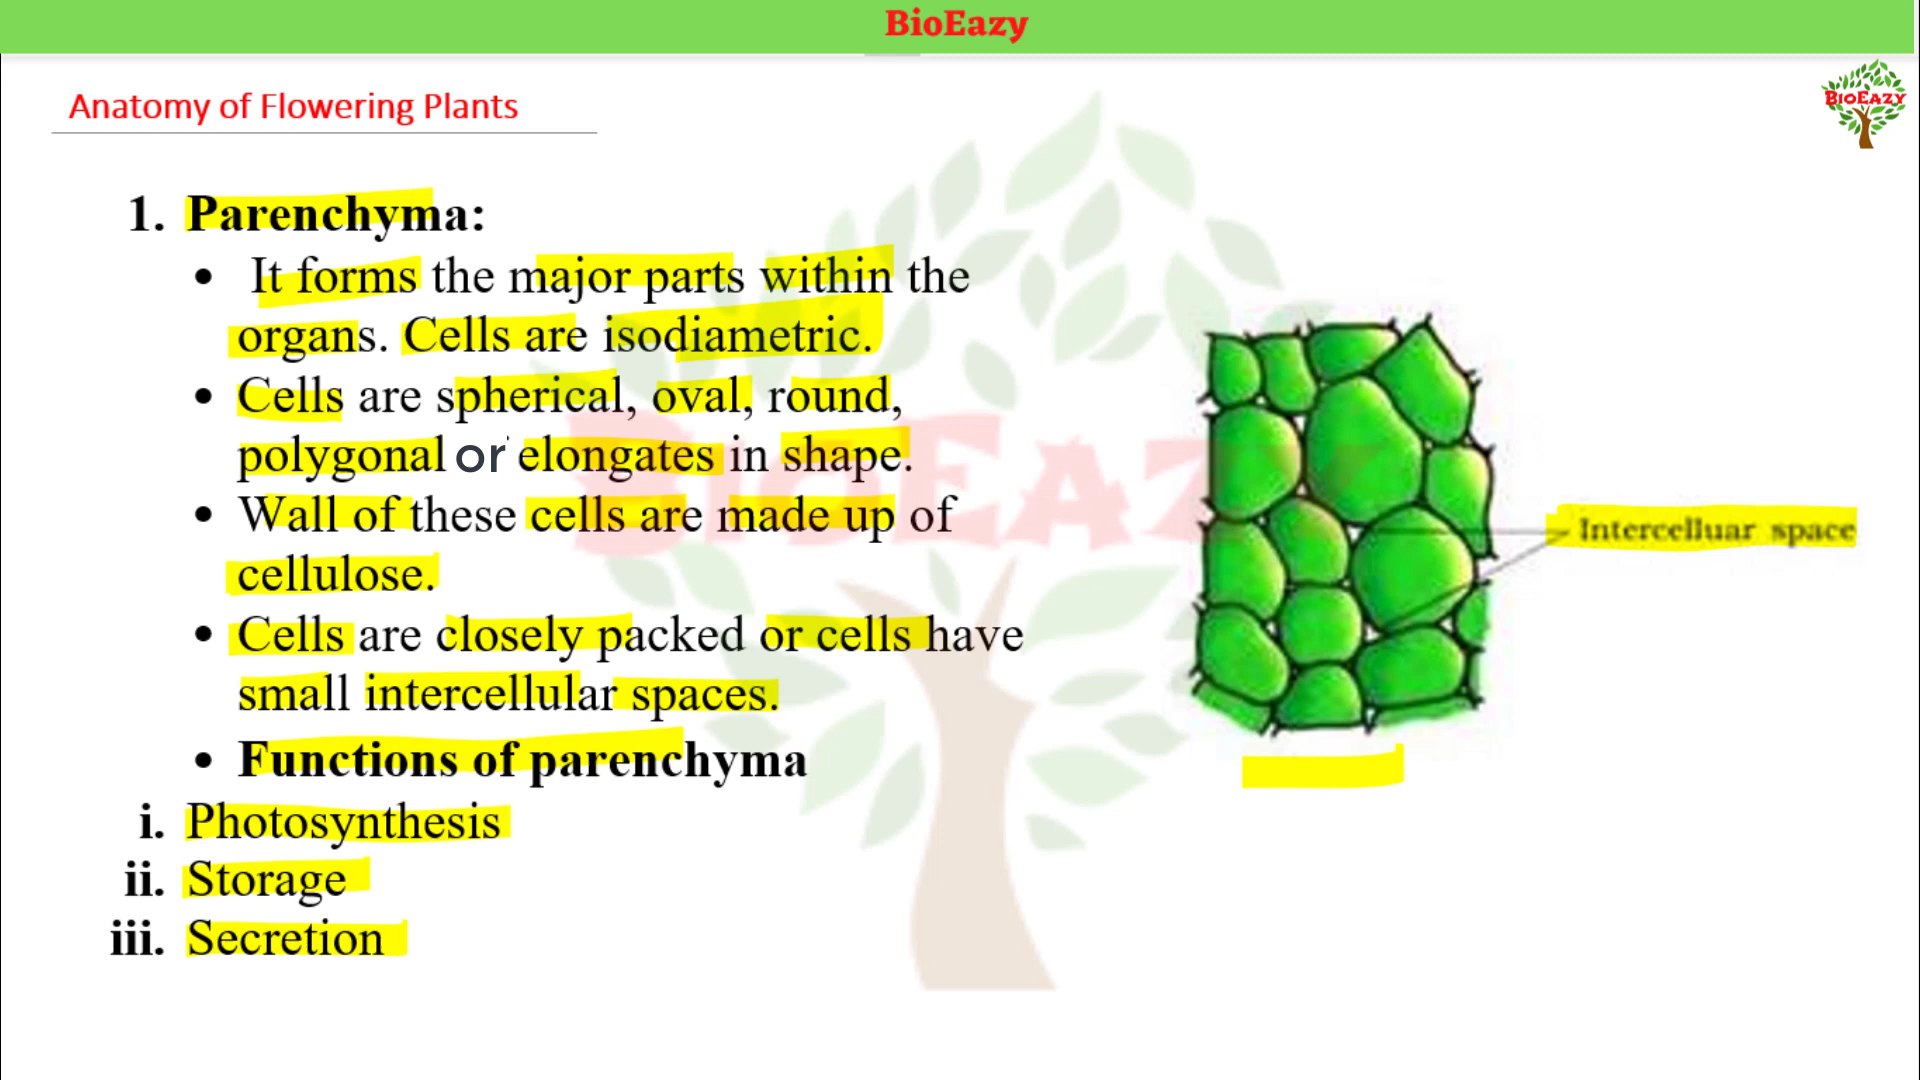 BioEazy
Anatomy of Flowering Plants
BIOEAZY
1. Parenchyma:
• It forms the major parts within the
organs. Cells are isodiametric.
• Cells are spherical, oval, round,
polygonal or elongates in shape.
• Wall of these cells are made up of
cellulose.
• Cells are closely packed or cells have
small intercellular spaces.
• Functions of parenchyma
i. Photosynthesis
ii. Storage
iii. Secretion
Intercelluar space
BIOEAZY